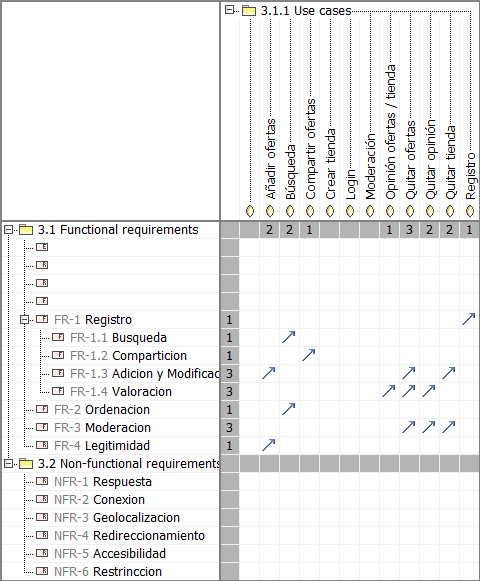 3.1.1 Use cases
Añadir ofertas
Búsqueda
Compartir ofertas
Crear tienda
Login
Moderación
Opinión ofertas / tienda
Quitar ofertas
Quitar opinión
Quitar tienda
Registro
3.1 Functional requirements 2 2 1 1 3 2 2 1
FR-1 Registro 1
FR-1.1 Busqueda 1
FR-1.2 Comparticion 1
FR-1.3 Adicion y Modificac 3
FR-1.4 Valoracion 3
FR-2 Ordenacion 1
FR-3 Moderacion 3
FR-4 Legitimidad 1
3.2 Non-functional requirements
NFR-1 Respuesta
NFR-2 Conexion
NFR-3 Geolocalizacion
NFR-4 Redireccionamiento
NFR-5 Accesibilidad
NFR-6 Restrinccion